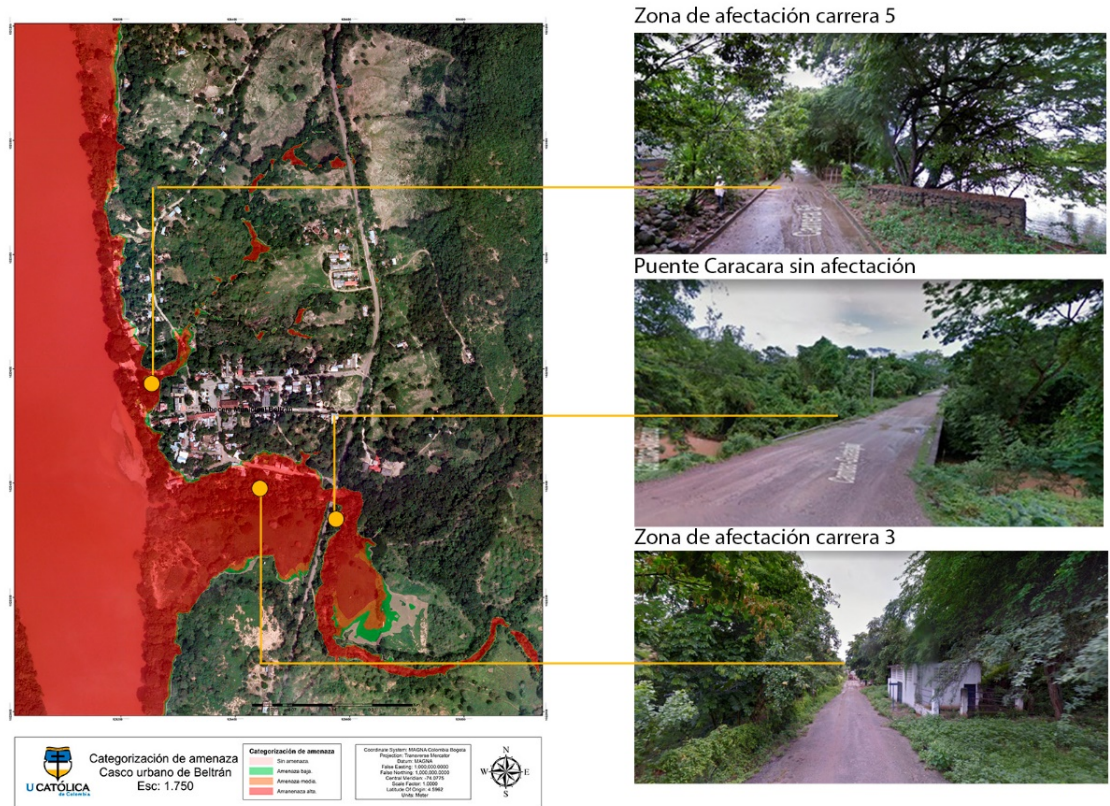 Zona de afectación carrera 5
Carrera 5
Puente Caracara sin afectación
Zona de afectación carrera 3
U CATÓLICA
de Colombia
Categorización de amenaza
Casco urbano de Beltrán
Esc: 1.750
Categorización de amenaza
Sin amenaza.
Amenaza baja.
Amenaza media.
Amanenaza alta.
Coordinate System: MAGNA Colombia Bogota
Projection: Transverse Mercator
Datum: MAGNA
False Easting: 1.000.000,0000
False Northing: 1.000.000,0000
Central Meridian: -74,0775
Scale Factor: 1,0000
Latitude Of Origin: 4,5962
Units: Meter
N
W
E
S